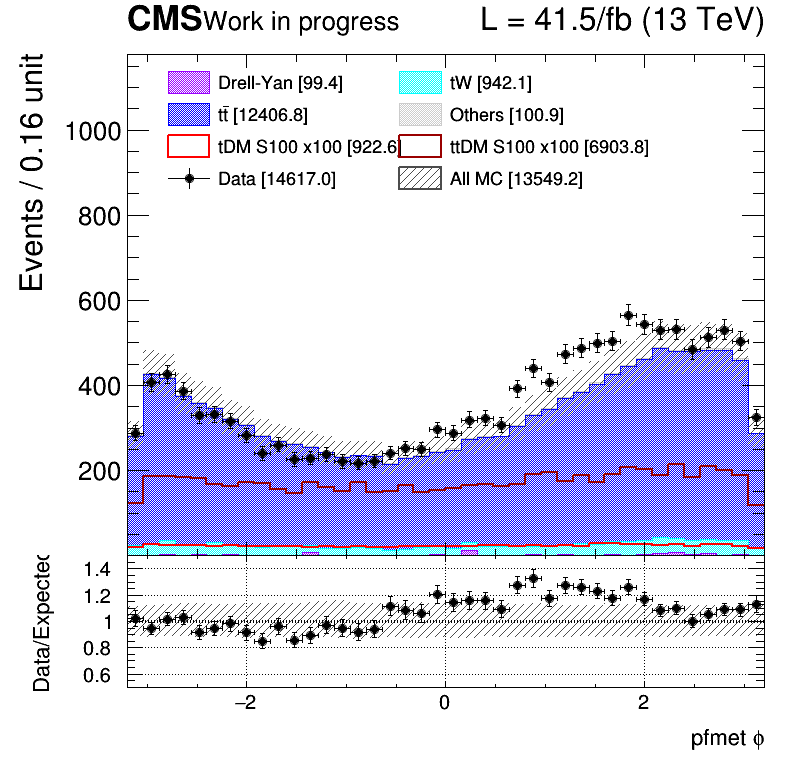 CMS Work in progress L = 41.5/fb (13 TeV)
Events / 0.16 unit
Drell-Yan [99.4] tW [942.1]
tt̄ [12406.8] Others [100.9]
tDM S100 x100 [922.6] ttDM S100 x100 [6903.8]
Data [14617.0] All MC [13549.2]
1000
800
600
400
200
Data/Expected
1.4
1.2
1
0.8
0.6
−2 0 2
pfmet ϕ